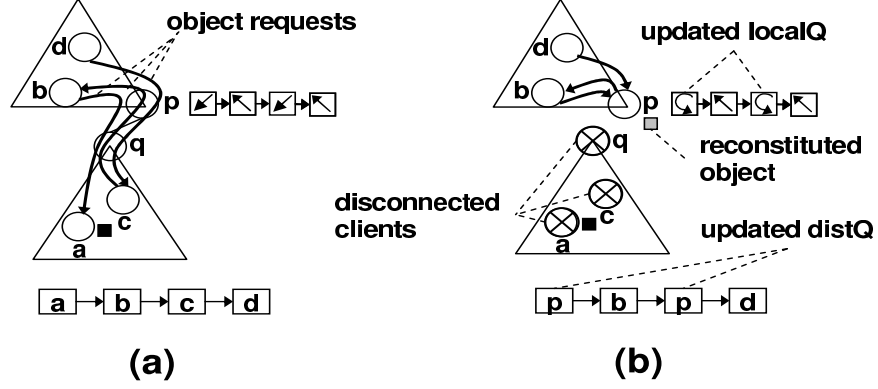 object requests
d
b
p
q
c
a
a b c d
(a)
updated localQ
d
b
p
reconstituted
object
q
disconnected
clients
c
a
updated distQ
p b p d
(b)